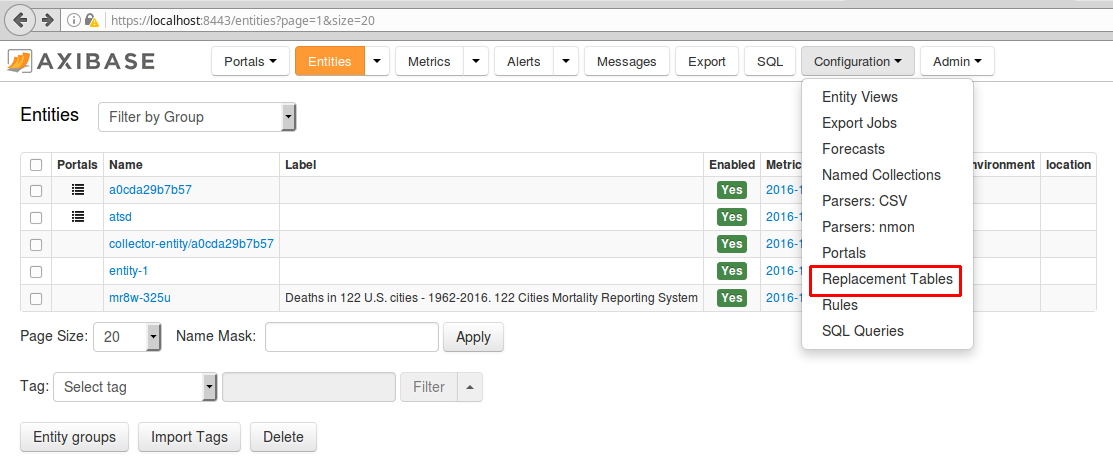 https://localhost:8443/entities?page=1&size=20
AXIBASE Portals Entities Metrics Alerts Messages Export SQL Configuration Admin
Entities Filter by Group
Entity Views
Export Jobs
Forecasts
Named Collections
Parsers: CSV
Parsers: nmon
Portals
Replacement Tables
Rules
SQL Queries
Portals Name Label Enabled Metric nvironment location
a0cda29b7b57 Yes 2016-1
atsd Yes 2016-1
collector-entity/a0cda29b7b57 Yes 2016-1
entity-1 Yes 2016-1
mr8w-325u Deaths in 122 U.S. cities - 1962-2016. 122 Cities Mortality Reporting System Yes 2016-1
Page Size: 20 Name Mask: Apply
Tag: Select tag Filter
Entity groups Import Tags Delete